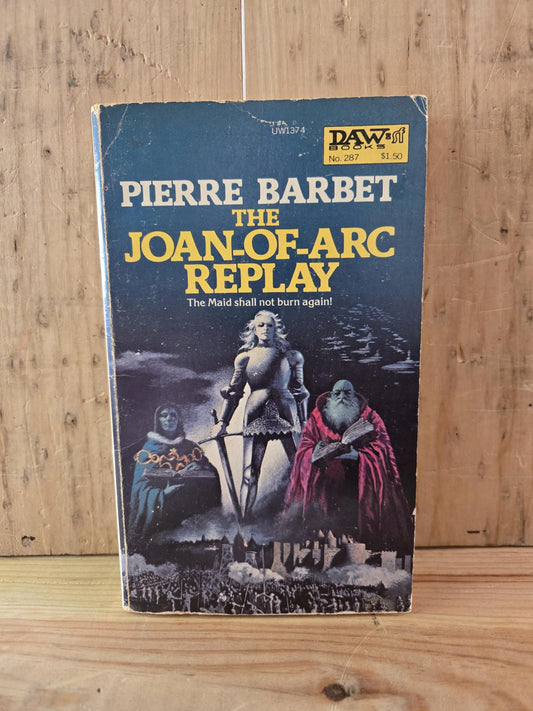 UW1374
DAW sf
BOOKS
No. 287 $1.50
PIERRE BARBET
THE
JOAN-OF-ARC
REPLAY
The Maid shall not burn again!